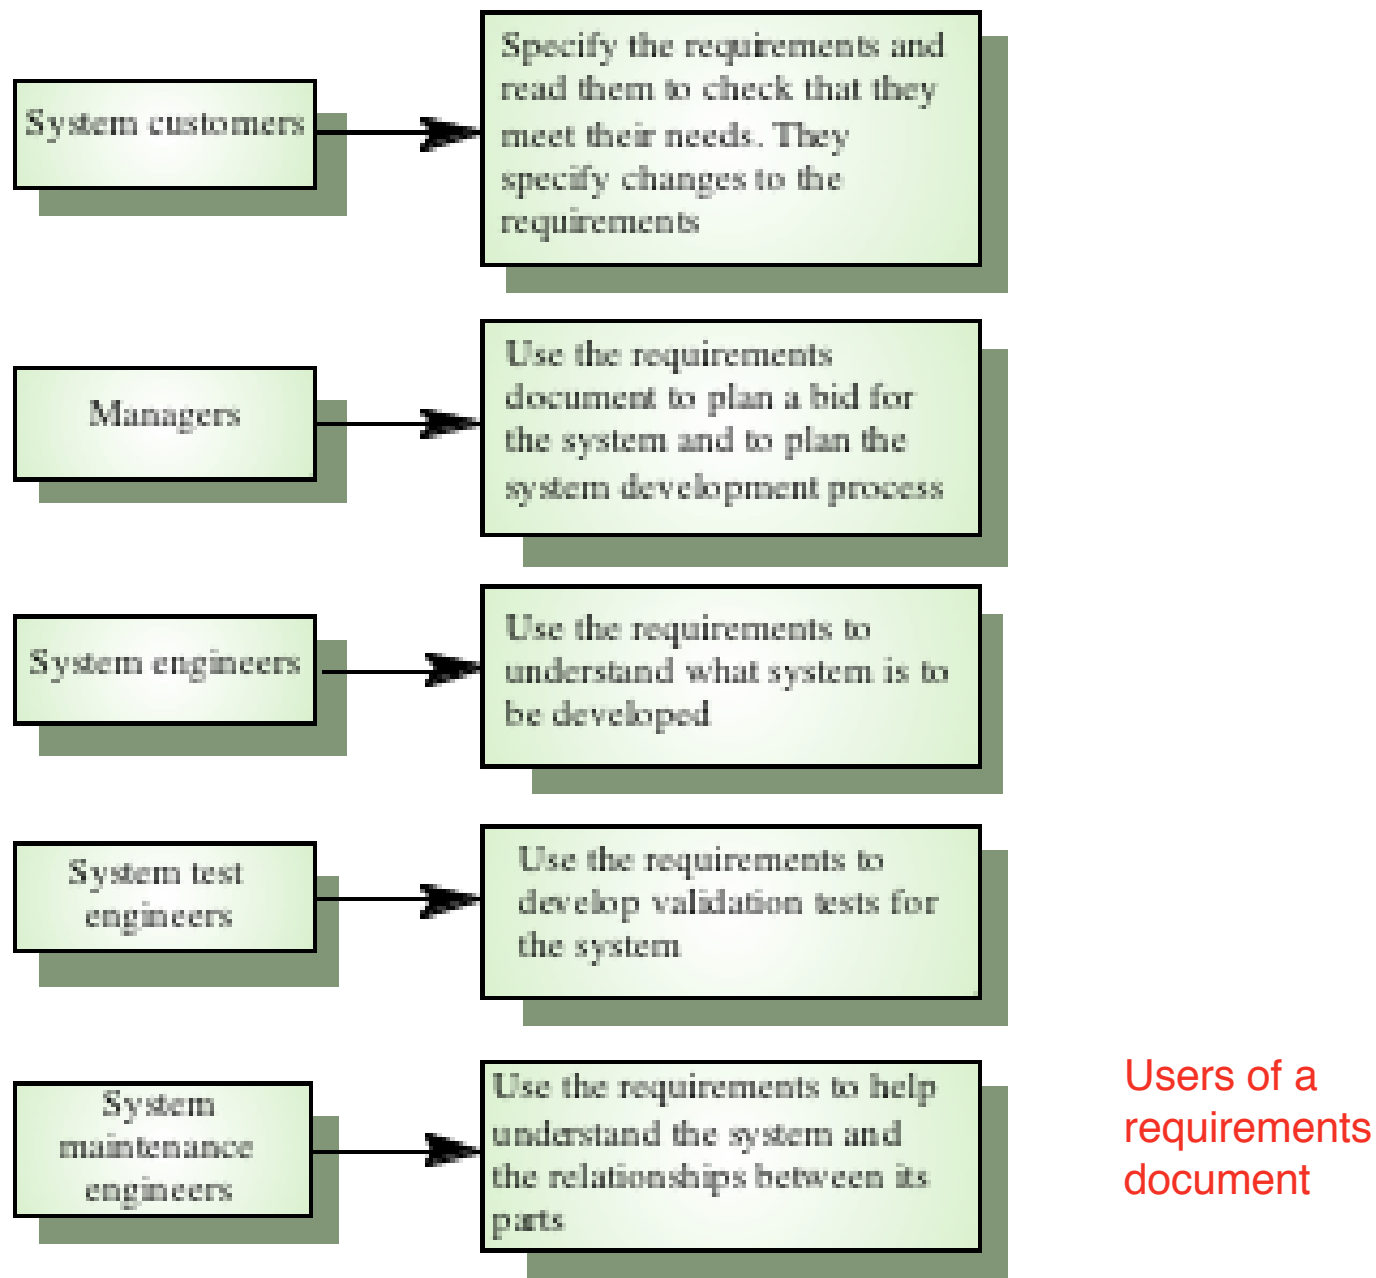 System customers
Specify the requirements and
read them to check that they
meet their needs. They
specify changes to the
requirements
Managers
Use the requirements
document to plan a bid for
the system and to plan the
system development process
System engineers
Use the requirements to
understand what system is to
be developed
System test
engineers
Use the requirements to
develop validation tests for
the system
System
maintenance
engineers
Use the requirements to help
understand the system and
the relationships between its
parts
Users of a
requirements
document